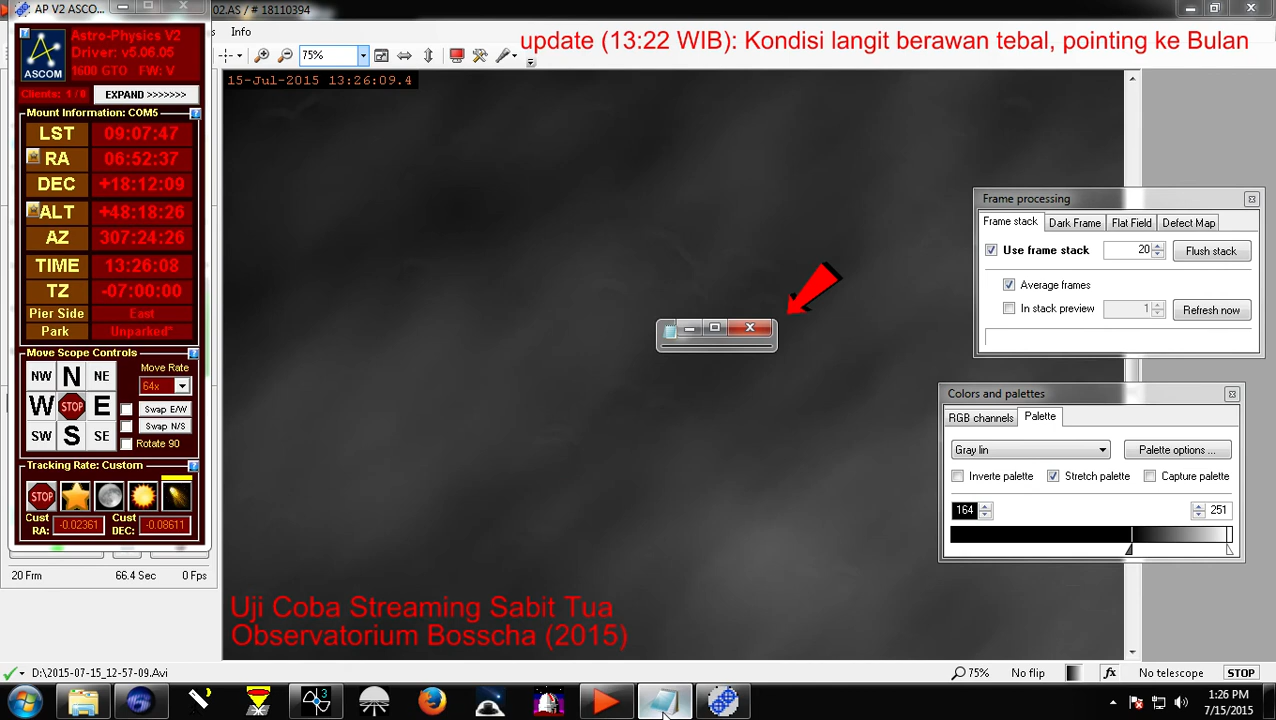 AP V2 ASCO...
02.AS / # 18110394
Astro-Physics V2
Driver: v5.06.05
1600 GTO FW: V
ASCOM
Clients: 1 / 0
EXPAND >>>>>>>
Mount Information: COM5
LST 09:07:47
RA 06:52:37
DEC +18:12:09
ALT +48:18:26
AZ 307:24:26
TIME 13:26:08
TZ -07:00:00
Pier Side East
Park Unparked*
Move Scope Controls
NW N NE
Move Rate
64x
W STOP E
Swap E/W
Swap N/S
SW S SE
Rotate 90
Tracking Rate: Custom
STOP
Cust RA: -0.02361
Cust DEC: -0.08611
20 Frm 66.4 Sec 0 Fps
Info
75%
update (13:22 WIB): Kondisi langit berawan tebal, pointing ke Bulan
15-Jul-2015 13:26:09.4
Frame processing
Frame stack Dark Frame Flat Field Defect Map
Use frame stack 20 Flush stack
Average frames
In stack preview 1 Refresh now
Colors and palettes
RGB channels Palette
Gray lin Palette options ...
Inverte palette Stretch palette Capture palette
164 251
Uji Coba Streaming Sabit Tua
Observatorium Bosscha (2015)
D:\2015-07-15_12-57-09.Avi
75% No flip fx No telescope STOP
1:26 PM
7/15/2015